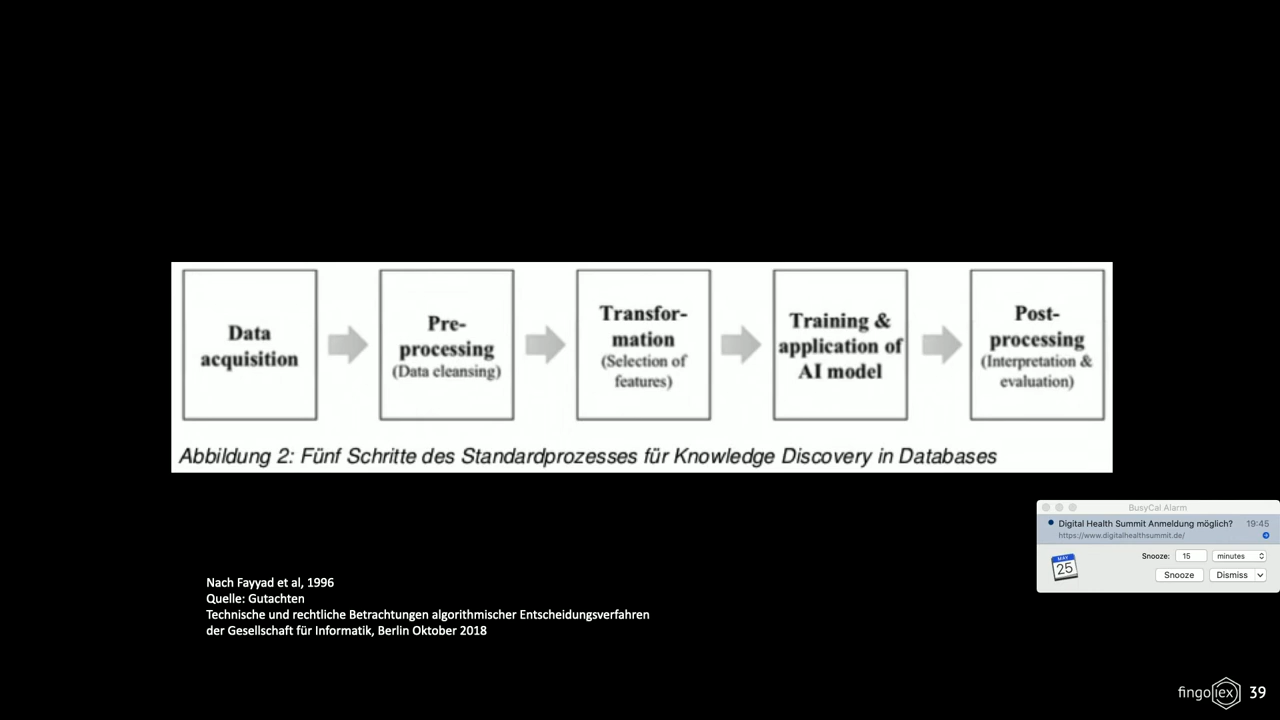 Data
acquisition
Pre-
processing
(Data cleansing)
Transfor-
mation
(Selection of
features)
Training &
application of
AI model
Post-
processing
(Interpretation &
evaluation)
Abbildung 2: Fünf Schritte des Standardprozesses für Knowledge Discovery in Databases
BusyCal Alarm
Digital Health Summit Anmeldung möglich? 19:45
https://www.digitalhealthsummit.de/
MAY
25
Snooze: 15 minutes
Snooze Dismiss
Nach Fayyad et al, 1996
Quelle: Gutachten
Technische und rechtliche Betrachtungen algorithmischer Entscheidungsverfahren
der Gesellschaft für Informatik, Berlin Oktober 2018
fingolex 39